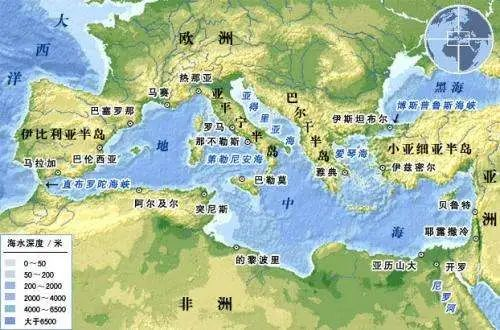 大西洋
欧洲
黑海
热那亚
马赛
亚平宁半岛
亚得里亚海
巴尔干半岛
博斯普鲁斯海峡
巴塞罗那
伊斯坦布尔
伊比利亚半岛
罗马
那不勒斯
小亚细亚半岛
地中海
第勒尼安海
爱琴海
马拉加
巴伦西亚
雅典
伊兹密尔
亚洲
直布罗陀海峡
巴勒莫
阿尔及尔
突尼斯
贝鲁特
耶露撒冷
的黎波里
亚历山大
开罗
尼罗河
非洲
海水深度/米
0～50
50～200
200～2000
2000～4000
4000～6500
大于6500